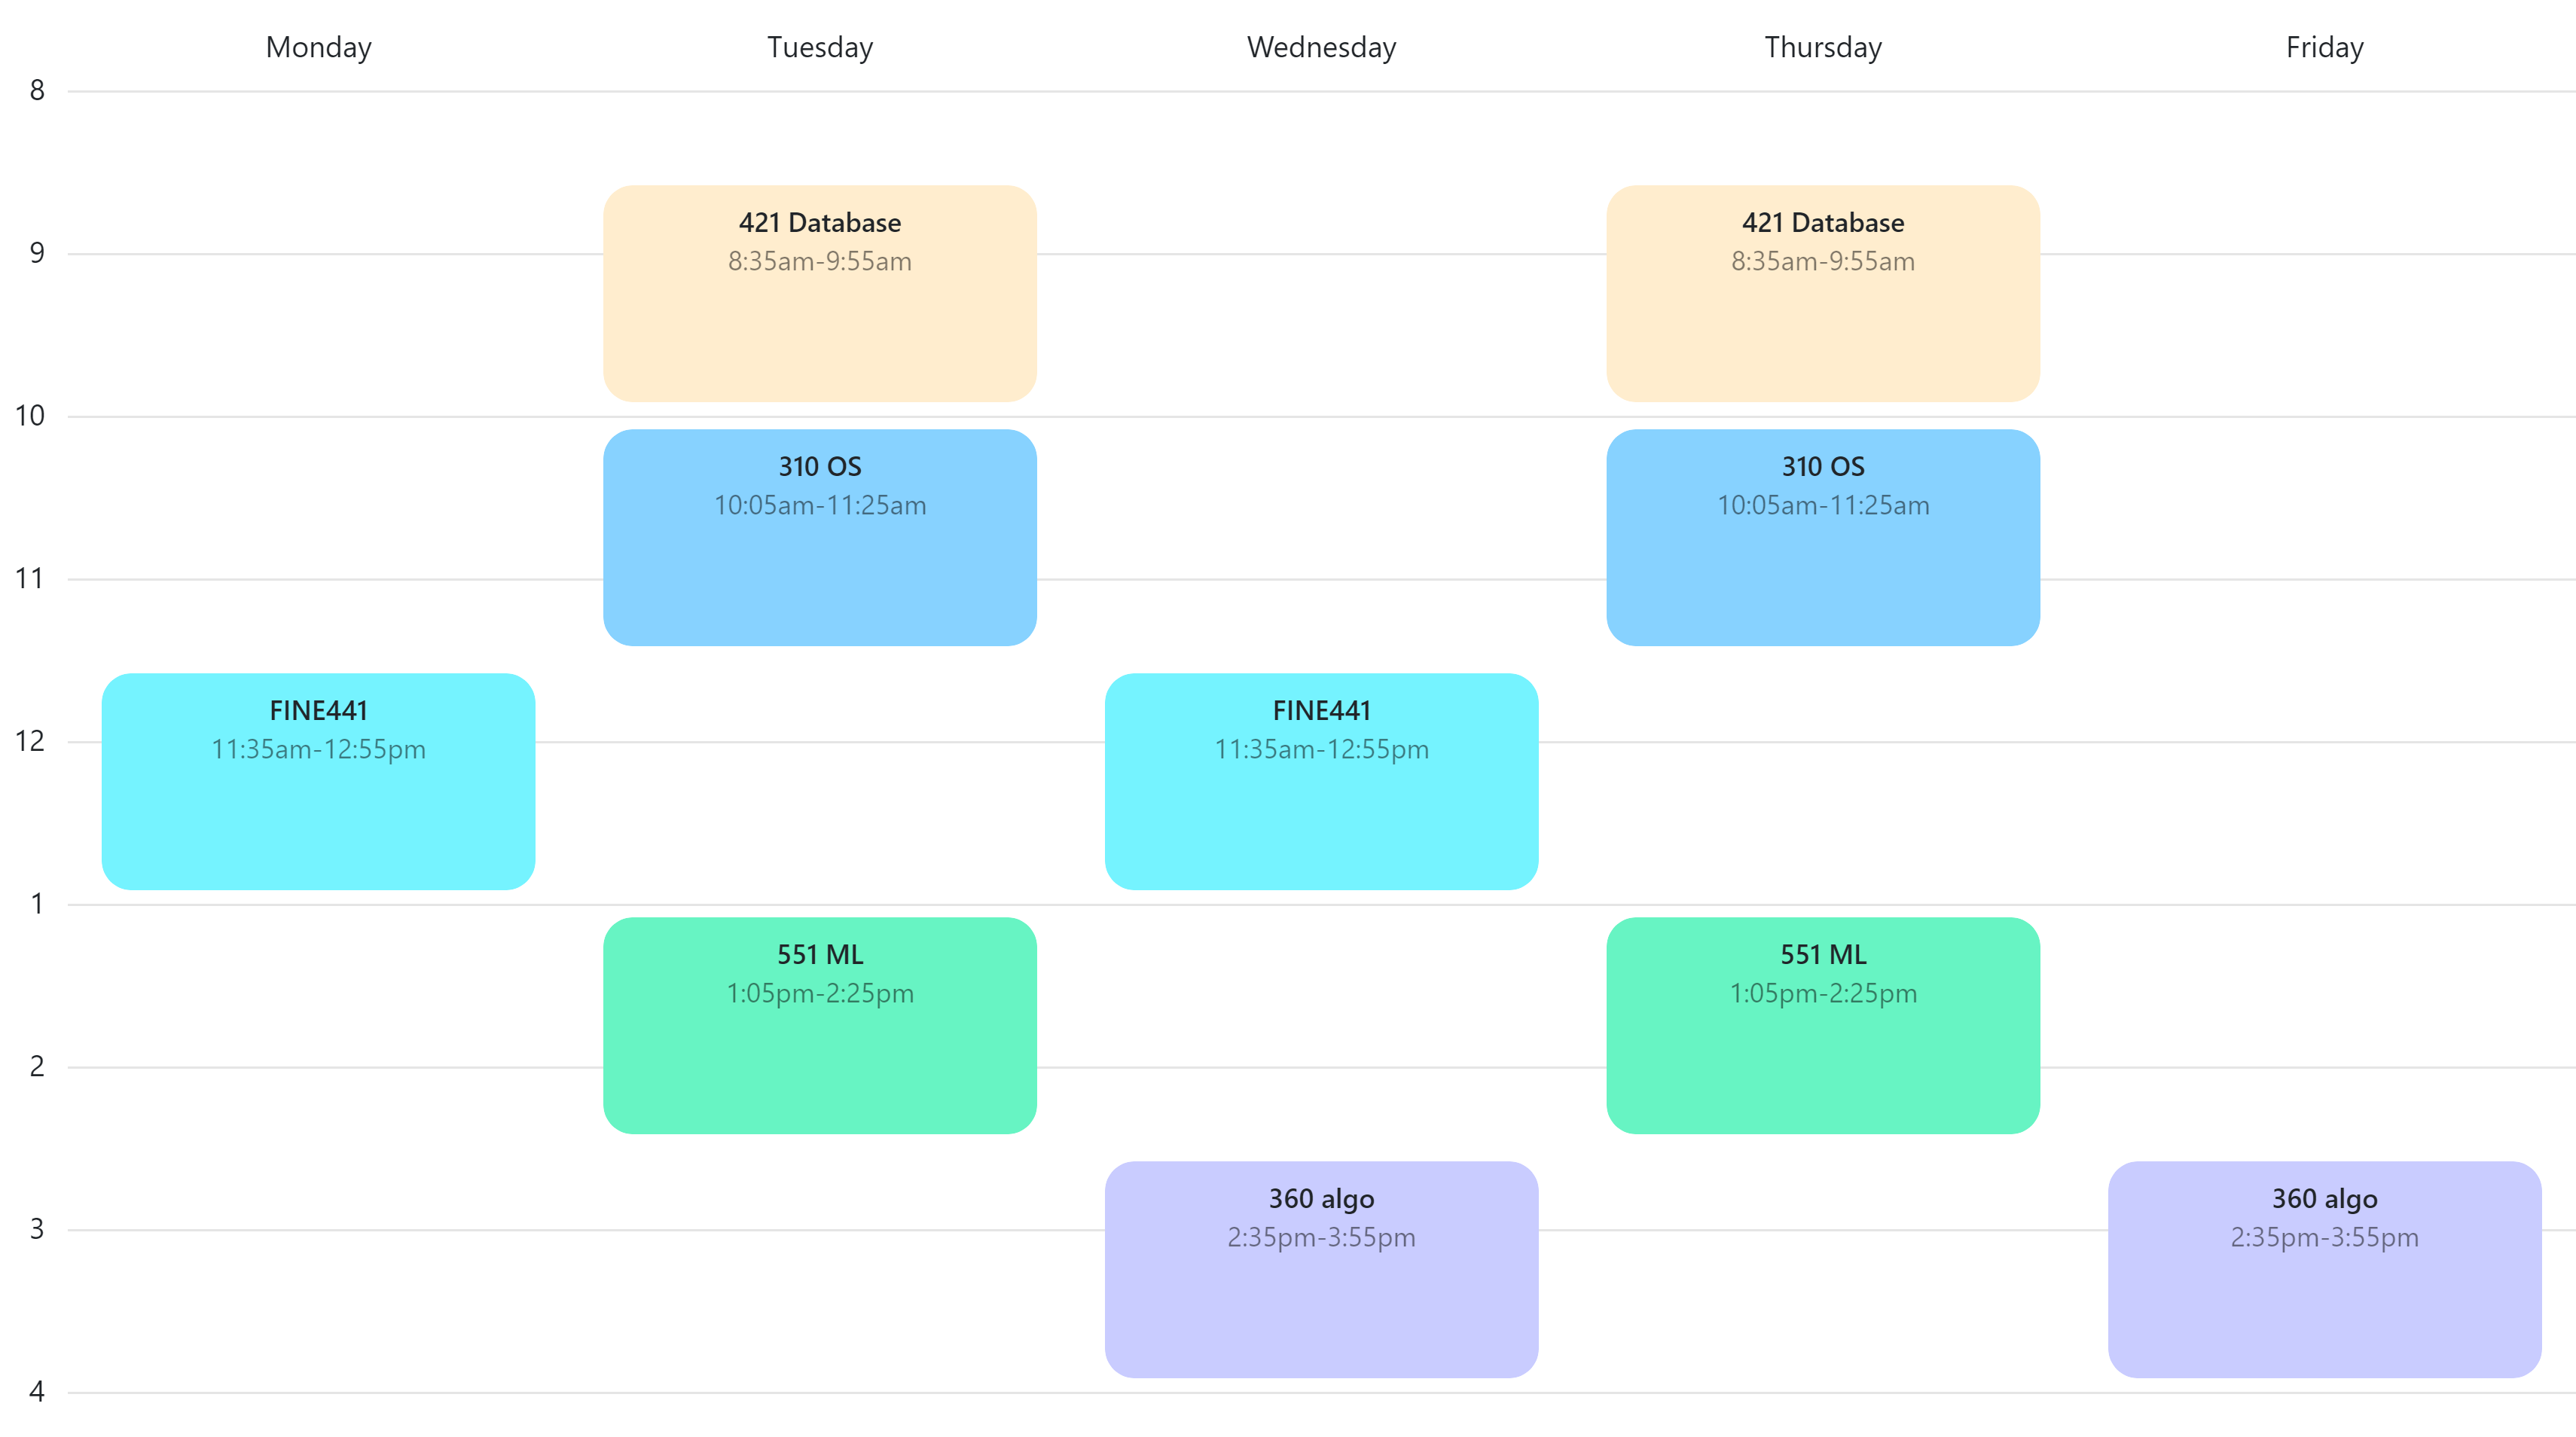 Monday
Tuesday
Wednesday
Thursday
Friday
8
421 Database
8:35am-9:55am
421 Database
8:35am-9:55am
9
10
310 OS
10:05am-11:25am
310 OS
10:05am-11:25am
11
FINE441
11:35am-12:55pm
FINE441
11:35am-12:55pm
12
1
551 ML
1:05pm-2:25pm
551 ML
1:05pm-2:25pm
2
360 algo
2:35pm-3:55pm
360 algo
2:35pm-3:55pm
3
4